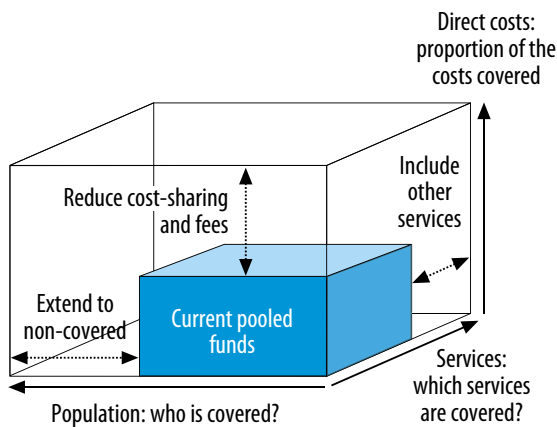 Direct costs:
proportion of the
costs covered
Include
other
services
Reduce cost-sharing
and fees
Extend to
non-covered
Current pooled
funds
Services:
which services
are covered?
Population: who is covered?